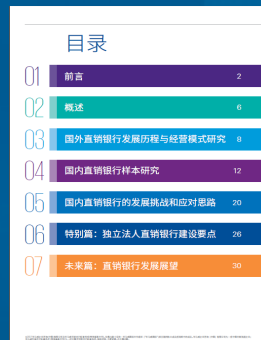 目录
01 前言 2
02 概述 6
03 国外直销银行发展历程与经营模式研究 8
04 国内直销银行样本研究 12
05 国内直销银行的发展挑战和应对思路 20
06 特别篇：独立法人直销银行建设要点 26
07 未来篇：直销银行发展展望 30